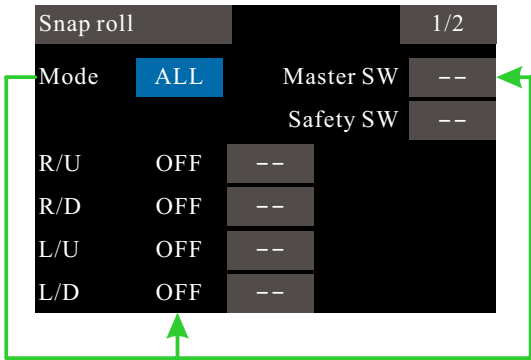 Snap roll 1/2
Mode ALL Master SW --
Safety SW --
R/U OFF --
R/D OFF --
L/U OFF --
L/D OFF --